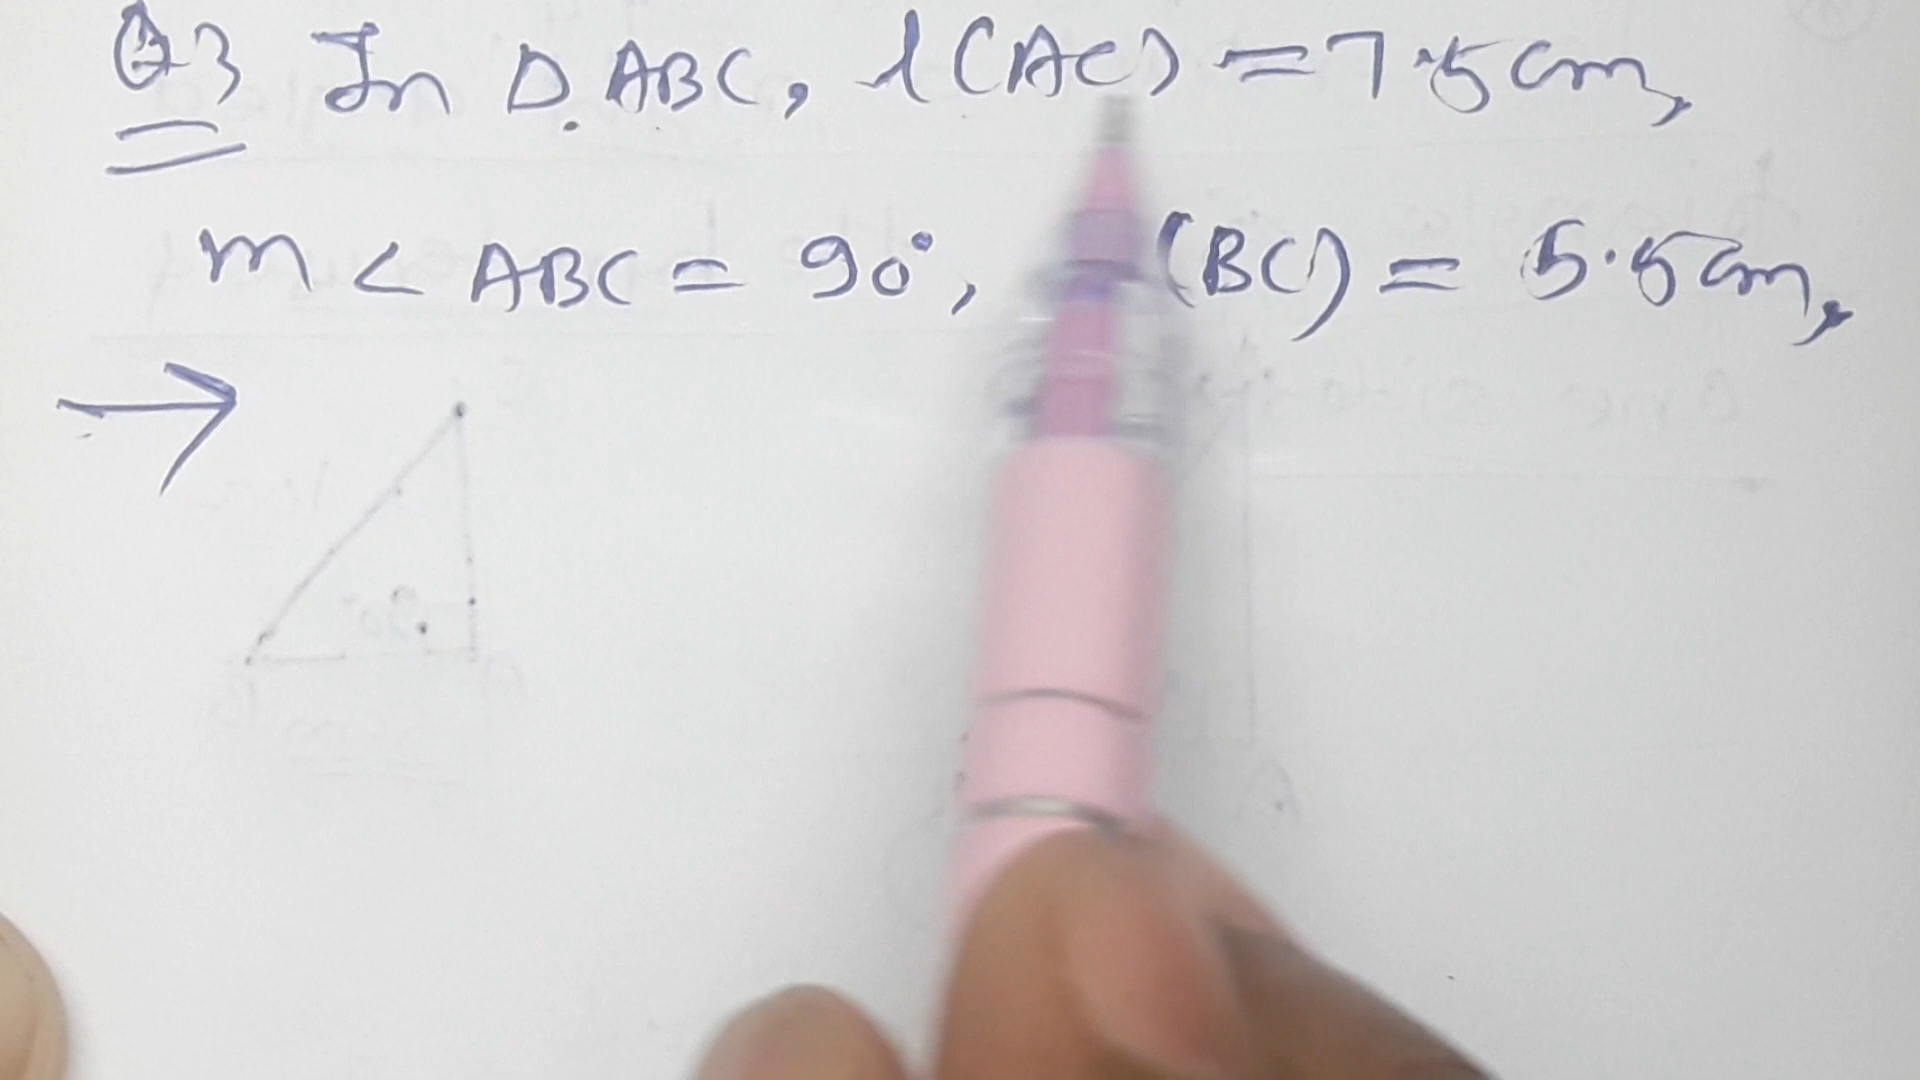 Q3 In Δ ABC, l(AC) = 7.5 cm,
m < ABC = 90°, (BC) = 5.5 cm,